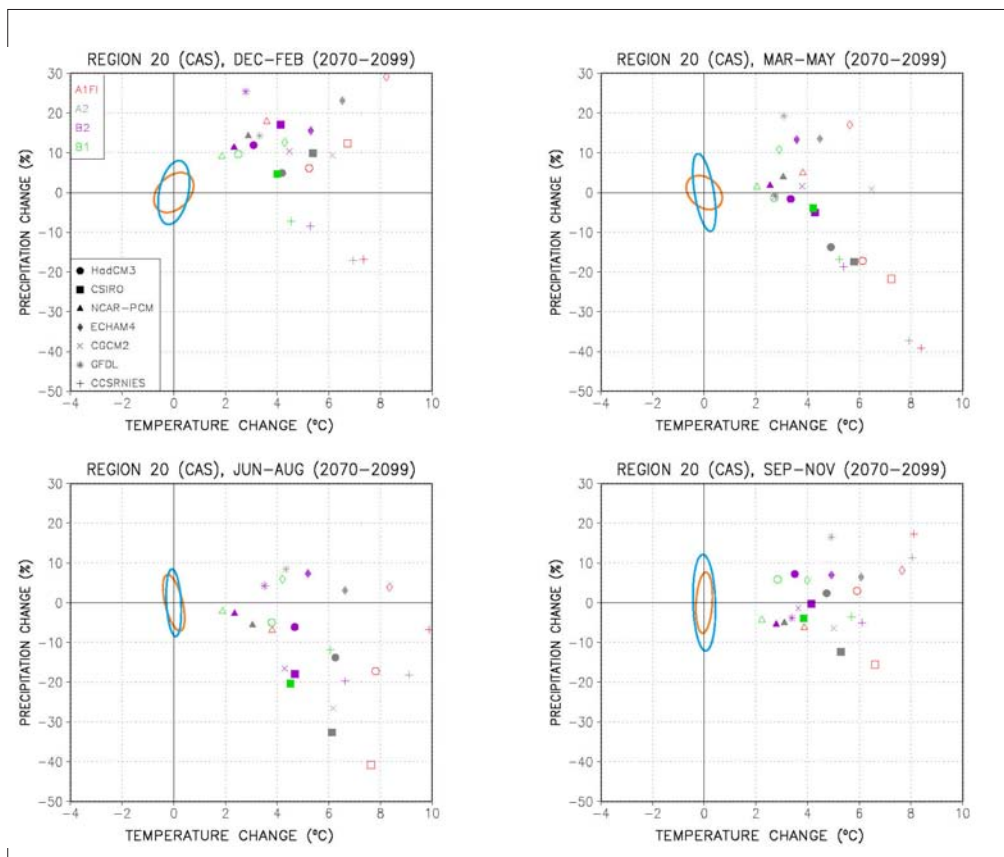 REGION 20 (CAS), DEC-FEB (2070-2099)
PRECIPITATION CHANGE (%)
30
20
10
0
-10
-20
-30
-40
-50
A1FI
A2
B2
B1
HadCM3
CSIRO
NCAR-PCM
ECHAM4
CGCM2
GFDL
CCSRNIES
-4 -2 0 2 4 6 8 10
TEMPERATURE CHANGE (ºC)
REGION 20 (CAS), MAR-MAY (2070-2099)
PRECIPITATION CHANGE (%)
30
20
10
0
-10
-20
-30
-40
-50
-4 -2 0 2 4 6 8 10
TEMPERATURE CHANGE (ºC)
REGION 20 (CAS), JUN-AUG (2070-2099)
PRECIPITATION CHANGE (%)
30
20
10
0
-10
-20
-30
-40
-50
-4 -2 0 2 4 6 8 10
TEMPERATURE CHANGE (ºC)
REGION 20 (CAS), SEP-NOV (2070-2099)
PRECIPITATION CHANGE (%)
30
20
10
0
-10
-20
-30
-40
-50
-4 -2 0 2 4 6 8 10
TEMPERATURE CHANGE (ºC)